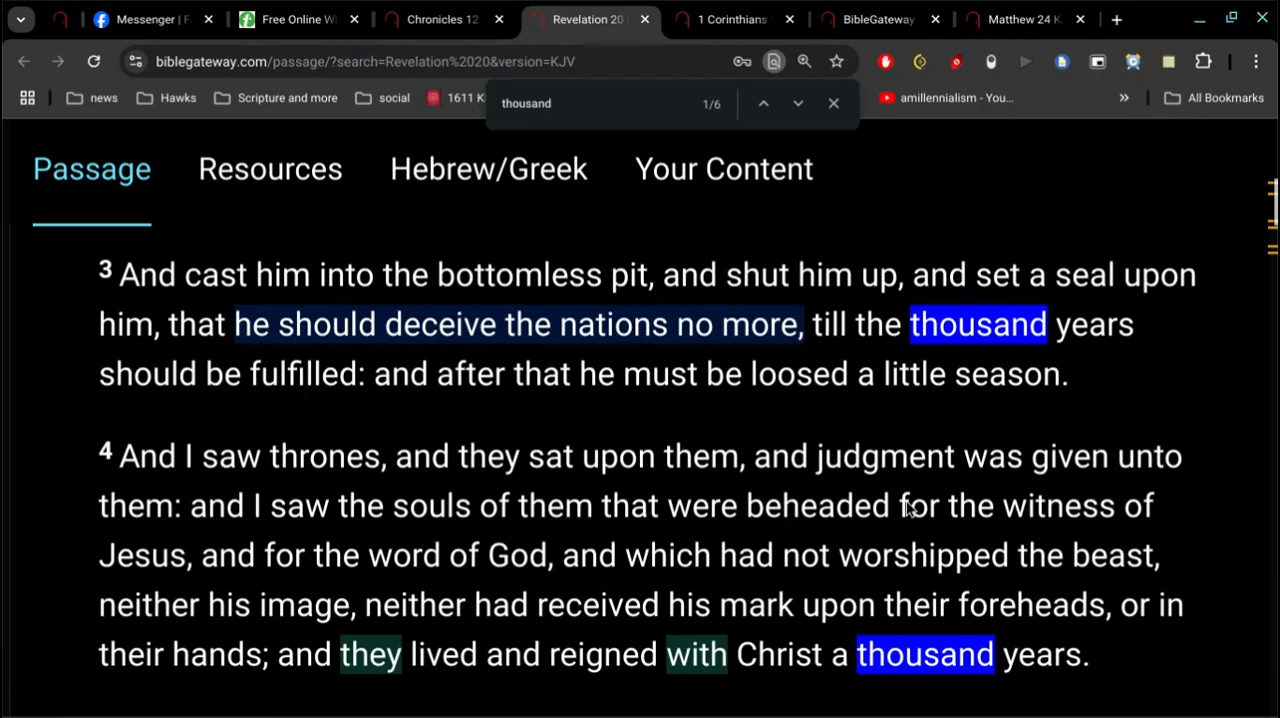 Messenger | F
Free Online W
Chronicles 12
Revelation 20
1 Corinthians
BibleGateway
Matthew 24 K
biblegateway.com/passage/?search=Revelation%2020&version=KJV
news
Hawks
Scripture and more
social
1611 K
thousand
1/6
amillennialism - You...
All Bookmarks
Passage
Resources
Hebrew/Greek
Your Content
3 And cast him into the bottomless pit, and shut him up, and set a seal upon
him, that he should deceive the nations no more, till the thousand years
should be fulfilled: and after that he must be loosed a little season.
4 And I saw thrones, and they sat upon them, and judgment was given unto
them: and I saw the souls of them that were beheaded for the witness of
Jesus, and for the word of God, and which had not worshipped the beast,
neither his image, neither had received his mark upon their foreheads, or in
their hands; and they lived and reigned with Christ a thousand years.